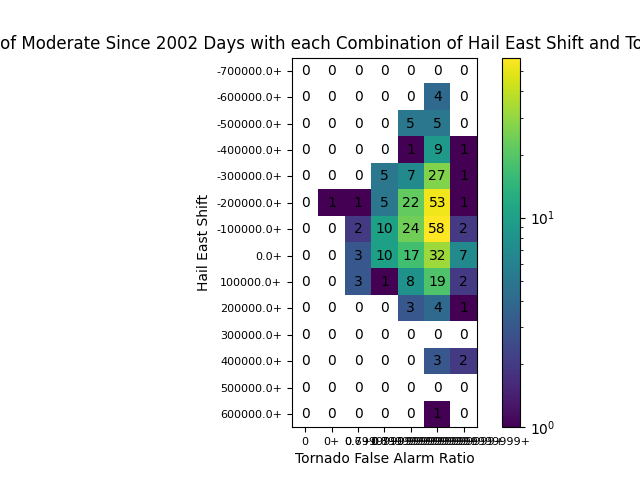 of Moderate Since 2002 Days with each Combination of Hail East Shift and To
-700000.0+ 0 0 0 0 0 0 0
-600000.0+ 0 0 0 0 0 4 0
-500000.0+ 0 0 0 0 5 5 0
-400000.0+ 0 0 0 0 1 9 1
-300000.0+ 0 0 0 5 7 27 1
-200000.0+ 0 1 1 5 22 53 1
-100000.0+ 0 0 2 10 24 58 2
0.0+ 0 0 3 10 17 32 7
100000.0+ 0 0 3 1 8 19 2
200000.0+ 0 0 0 0 3 4 1
300000.0+ 0 0 0 0 0 0 0
400000.0+ 0 0 0 0 0 3 2
500000.0+ 0 0 0 0 0 0 0
600000.0+ 0 0 0 0 0 1 0
Hail East Shift
0 0+
Tornado False Alarm Ratio
10¹
10⁰